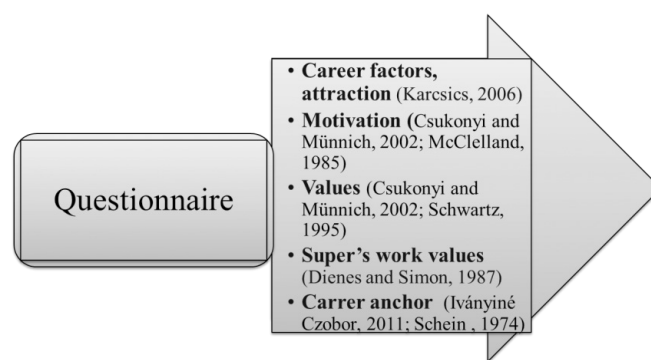 Questionnaire
• Career factors,
attraction (Karcsics, 2006)
• Motivation (Csukonyi and
Münnich, 2002; McClelland,
1985)
• Values (Csukonyi and
Münnich, 2002; Schwartz,
1995)
• Super's work values
(Dienes and Simon, 1987)
• Carrer anchor (Iványiné
Czobor, 2011; Schein , 1974)